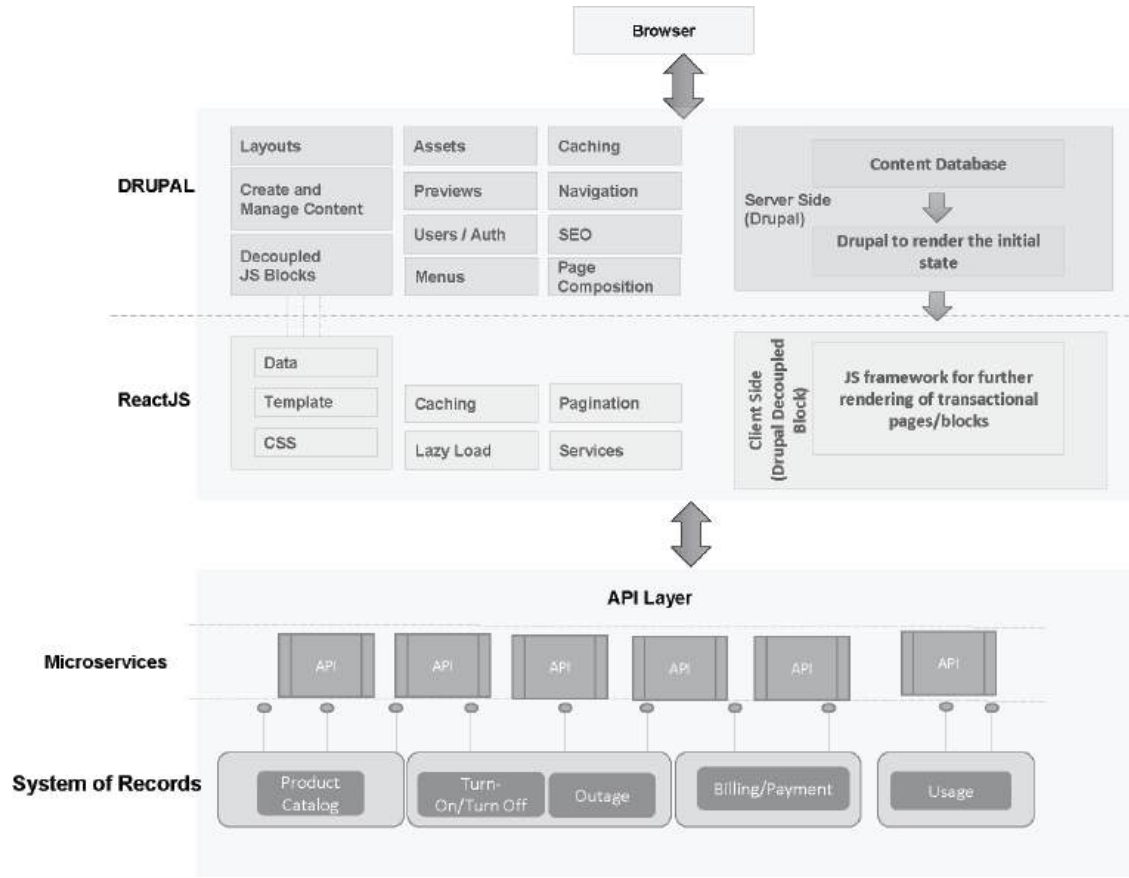 Browser
DRUPAL
Layouts
Create and
Manage Content
Decoupled
JS Blocks
Assets
Previews
Users / Auth
Menus
Caching
Navigation
SEO
Page
Composition
Server Side
(Drupal)
Content Database
Drupal to render the initial
state
ReactJS
Data
Template
CSS
Caching
Lazy Load
Pagination
Services
Client Side
(Drupal Decoupled
Block)
JS framework for further
rendering of transactional
pages/blocks
API Layer
Microservices
API
API
API
API
API
API
System of Records
Product
Catalog
Turn-
On/Turn Off
Outage
Billing/Payment
Usage